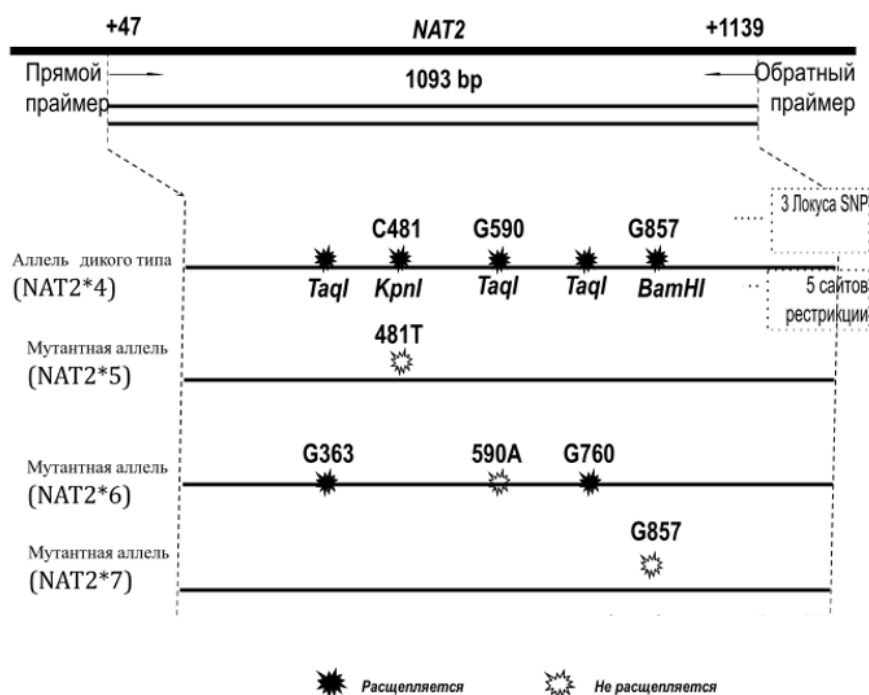 +47 NAT2 +1139
Прямой
праймер
1093 bp
Обратный
праймер
3 Локуса SNP
C481 G590 G857
Аллель дикого типа
(NAT2*4)
TaqI KpnI TaqI TaqI BamHI
5 сайтов
рестрикции
481T
Мутантная аллель
(NAT2*5)
G363 590A G760
Мутантная аллель
(NAT2*6)
G857
Мутантная аллель
(NAT2*7)
Расщепляется Не расщепляется